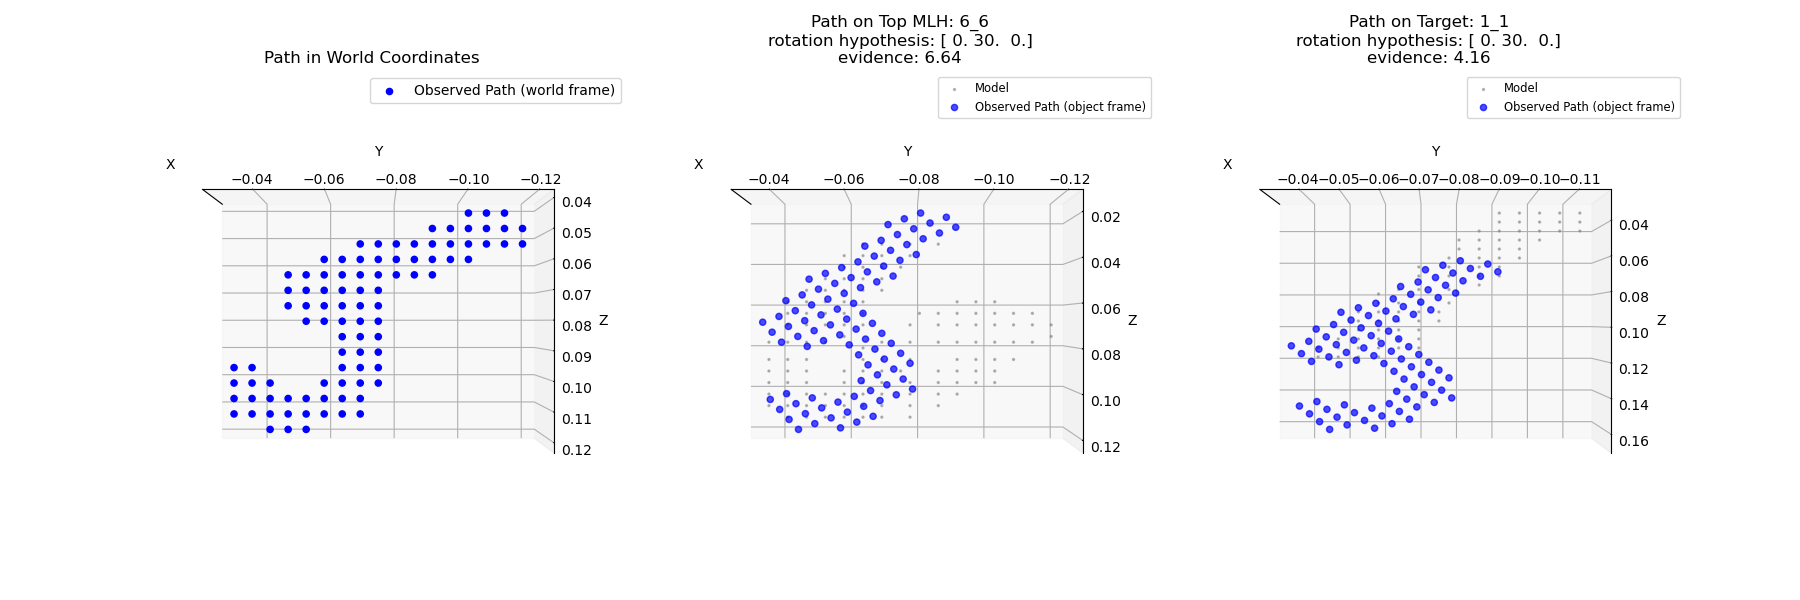 Path in World Coordinates
Observed Path (world frame)
X
Y
−0.04 −0.06 −0.08 −0.10 −0.12
0.04
0.05
0.06
0.07
0.08
Z
0.09
0.10
0.11
0.12
Path on Top MLH: 6_6
rotation hypothesis: [ 0. 30.  0.]
evidence: 6.64
Model
Observed Path (object frame)
X
Y
−0.04 −0.06 −0.08 −0.10 −0.12
0.02
0.04
0.06
Z
0.08
0.10
0.12
Path on Target: 1_1
rotation hypothesis: [ 0. 30.  0.]
evidence: 4.16
Model
Observed Path (object frame)
X
Y
−0.04−0.05−0.06−0.07−0.08−0.09−0.10−0.11
0.04
0.06
0.08
Z
0.10
0.12
0.14
0.16